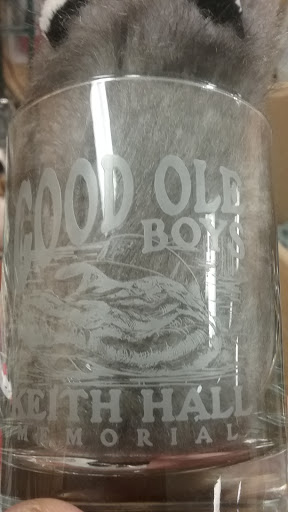 GOOD OLE
BOYS
KEITH HALL
MEMORIAL